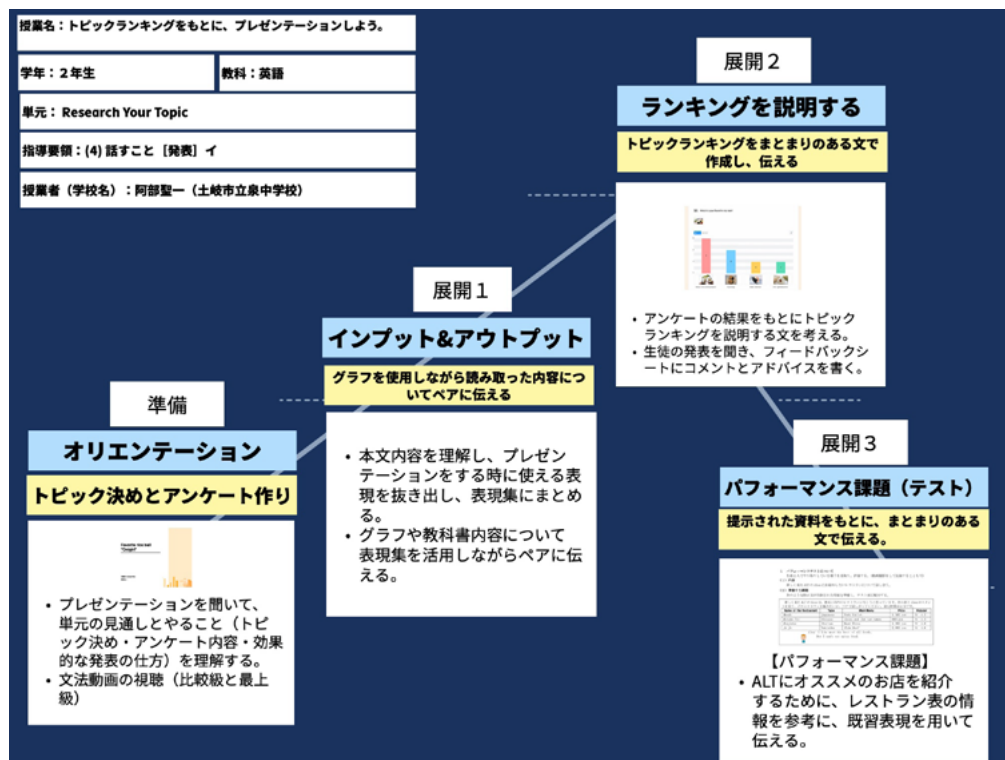 授業名：トピックランキングをもとに、プレゼンテーションしよう。
学年：２年生
教科：英語
単元： Research Your Topic
指導要領：(4) 話すこと［発表］イ
授業者（学校名）：阿部聖一（土岐市立泉中学校）
準備
オリエンテーション
トピック決めとアンケート作り
• プレゼンテーションを聞いて、
単元の見通しとやること（トピ
ック決め・アンケート内容・効果
的な発表の仕方）を理解する。
• 文法動画の視聴（比較級と最上
級）
展開１
インプット&アウトプット
グラフを使用しながら読み取った内容につ
いてペアに伝える
• 本文内容を理解し、プレゼン
テーションをする時に使える表
現を抜き出し、表現集にまとめ
る。
• グラフや教科書内容について
表現集を活用しながらペアに伝
える。
展開２
ランキングを説明する
トピックランキングをまとまりのある文で
作成し、伝える
• アンケートの結果をもとにトピック
ランキングを説明する文を考える。
• 生徒の発表を聞き、フィードバックシ
ートにコメントとアドバイスを書く。
展開３
パフォーマンス課題（テスト）
提示された資料をもとに、まとまりのある
文で伝える。
【パフォーマンス課題】
• ALTにオススメのお店を紹介
するために、レストラン表の情
報を参考に、既習表現を用いて
伝える。